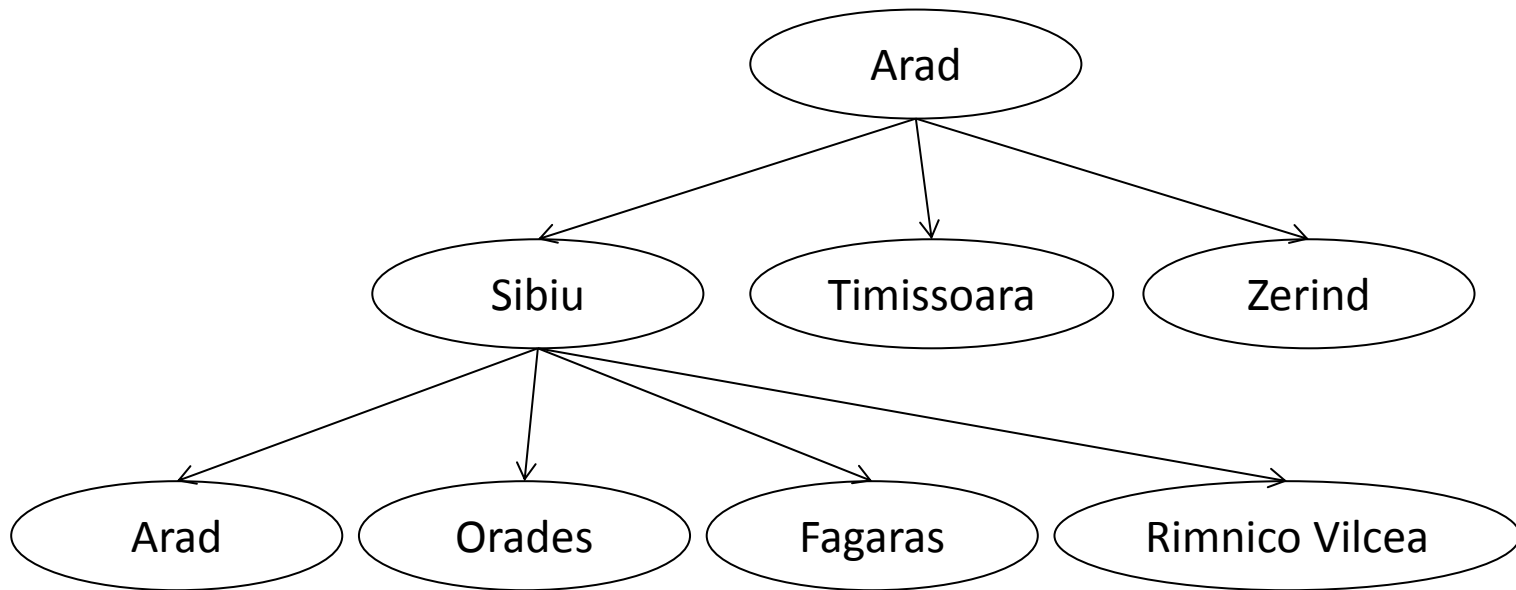 Arad
Sibiu
Timissoara
Zerind
Arad
Orades
Fagaras
Rimnico Vilcea